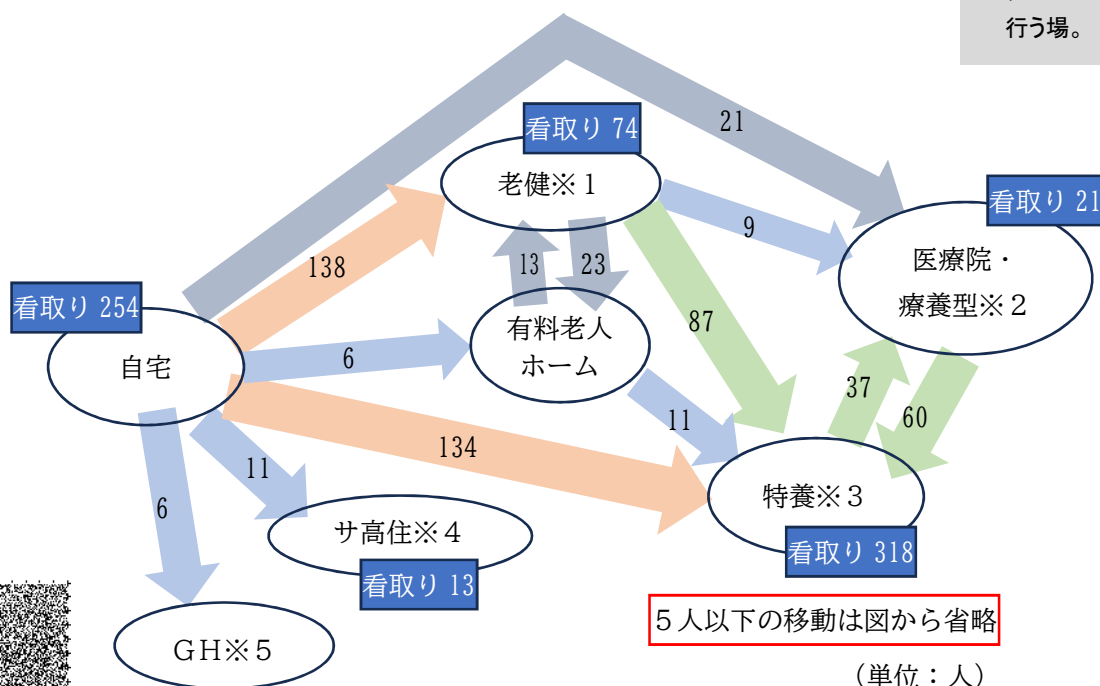 行う場。
21
看取り 74
老健※1
看取り 21
9
医療院・
療養型※2
138
13
23
看取り 254
自宅
6
有料老人
ホーム
87
37
60
11
134
11
6
特養※3
看取り 318
サ高住※4
看取り 13
GH※5
5人以下の移動は図から省略
(単位:人)